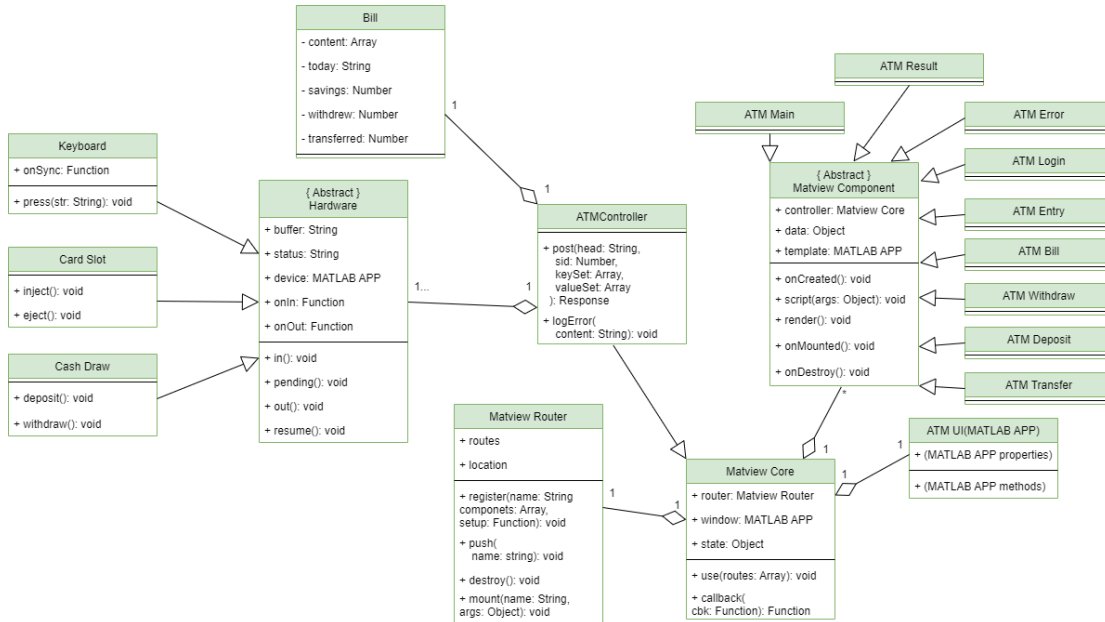 Bill
- content: Array
- today: String
- savings: Number
- withdrew: Number
- transferred: Number
1
1
Keyboard
+ onSync: Function
+ press(str: String): void
Card Slot
+ inject(): void
+ eject(): void
Cash Draw
+ deposit(): void
+ withdraw(): void
{ Abstract }
Hardware
+ buffer: String
+ status: String
+ device: MATLAB APP
+ onIn: Function
+ onOut: Function
+ in(): void
+ pending(): void
+ out(): void
+ resume(): void
1...
1
ATMController
+ post(head: String,
sid: Number,
keySet: Array,
valueSet: Array
): Response
+ logError(
content: String): void
ATM Result
ATM Main
ATM Error
ATM Login
ATM Entry
ATM Bill
ATM Withdraw
ATM Deposit
ATM Transfer
{ Abstract }
Matview Component
+ controller: Matview Core
+ data: Object
+ template: MATLAB APP
+ onCreated(): void
+ script(args: Object): void
+ render(): void
+ onMounted(): void
+ onDestroy(): void
*
1
Matview Router
+ routes
+ location
+ register(name: String
componets: Array,
setup: Function): void
+ push(
name: string): void
+ destroy(): void
+ mount(name: String,
args: Object): void
1
1
Matview Core
+ router: Matview Router
+ window: MATLAB APP
+ state: Object
+ use(routes: Array): void
+ callback(
cbk: Function): Function
1
1
ATM UI(MATLAB APP)
+ (MATLAB APP properties)
+ (MATLAB APP methods)